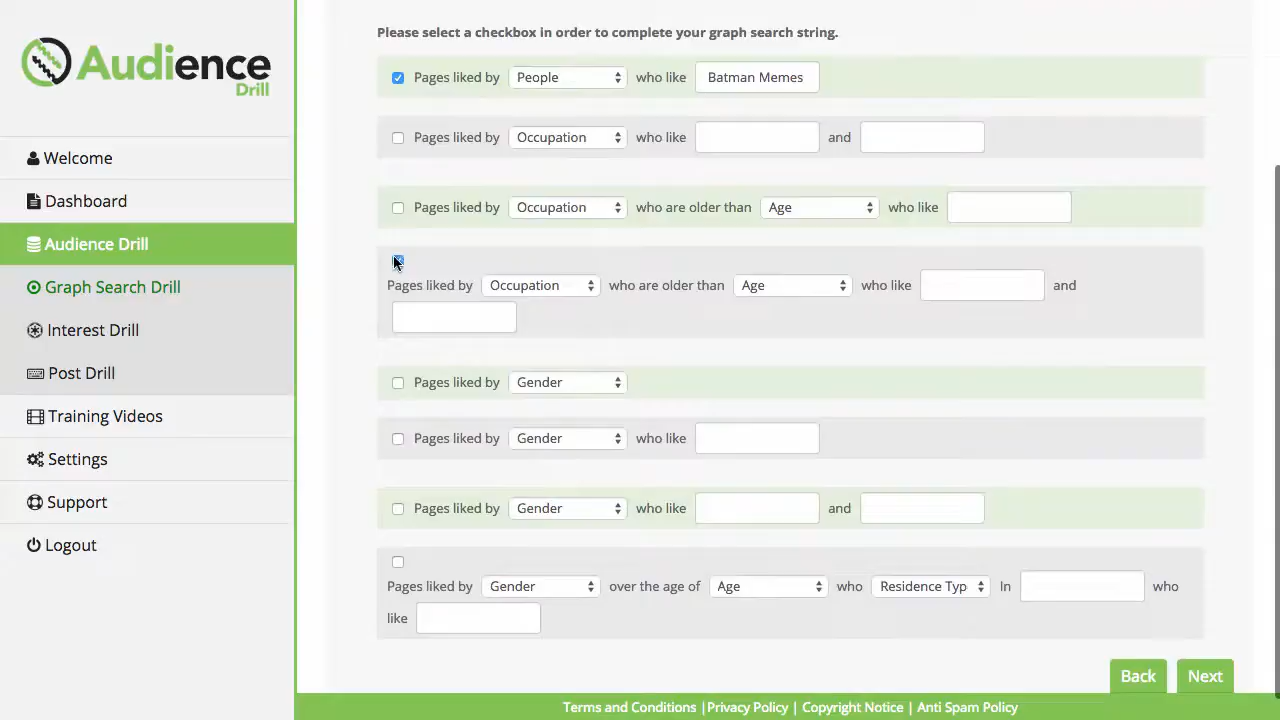 Audience
Drill
Welcome
Dashboard
Audience Drill
Graph Search Drill
Interest Drill
Post Drill
Training Videos
Settings
Support
Logout
Please select a checkbox in order to complete your graph search string.
Pages liked by People who like Batman Memes
Pages liked by Occupation who like and
Pages liked by Occupation who are older than Age who like
Pages liked by Occupation who are older than Age who like and
Pages liked by Gender
Pages liked by Gender who like
Pages liked by Gender who like and
Pages liked by Gender over the age of Age who Residence Typ In who
like
Back Next
Terms and Conditions |Privacy Policy | Copyright Notice | Anti Spam Policy